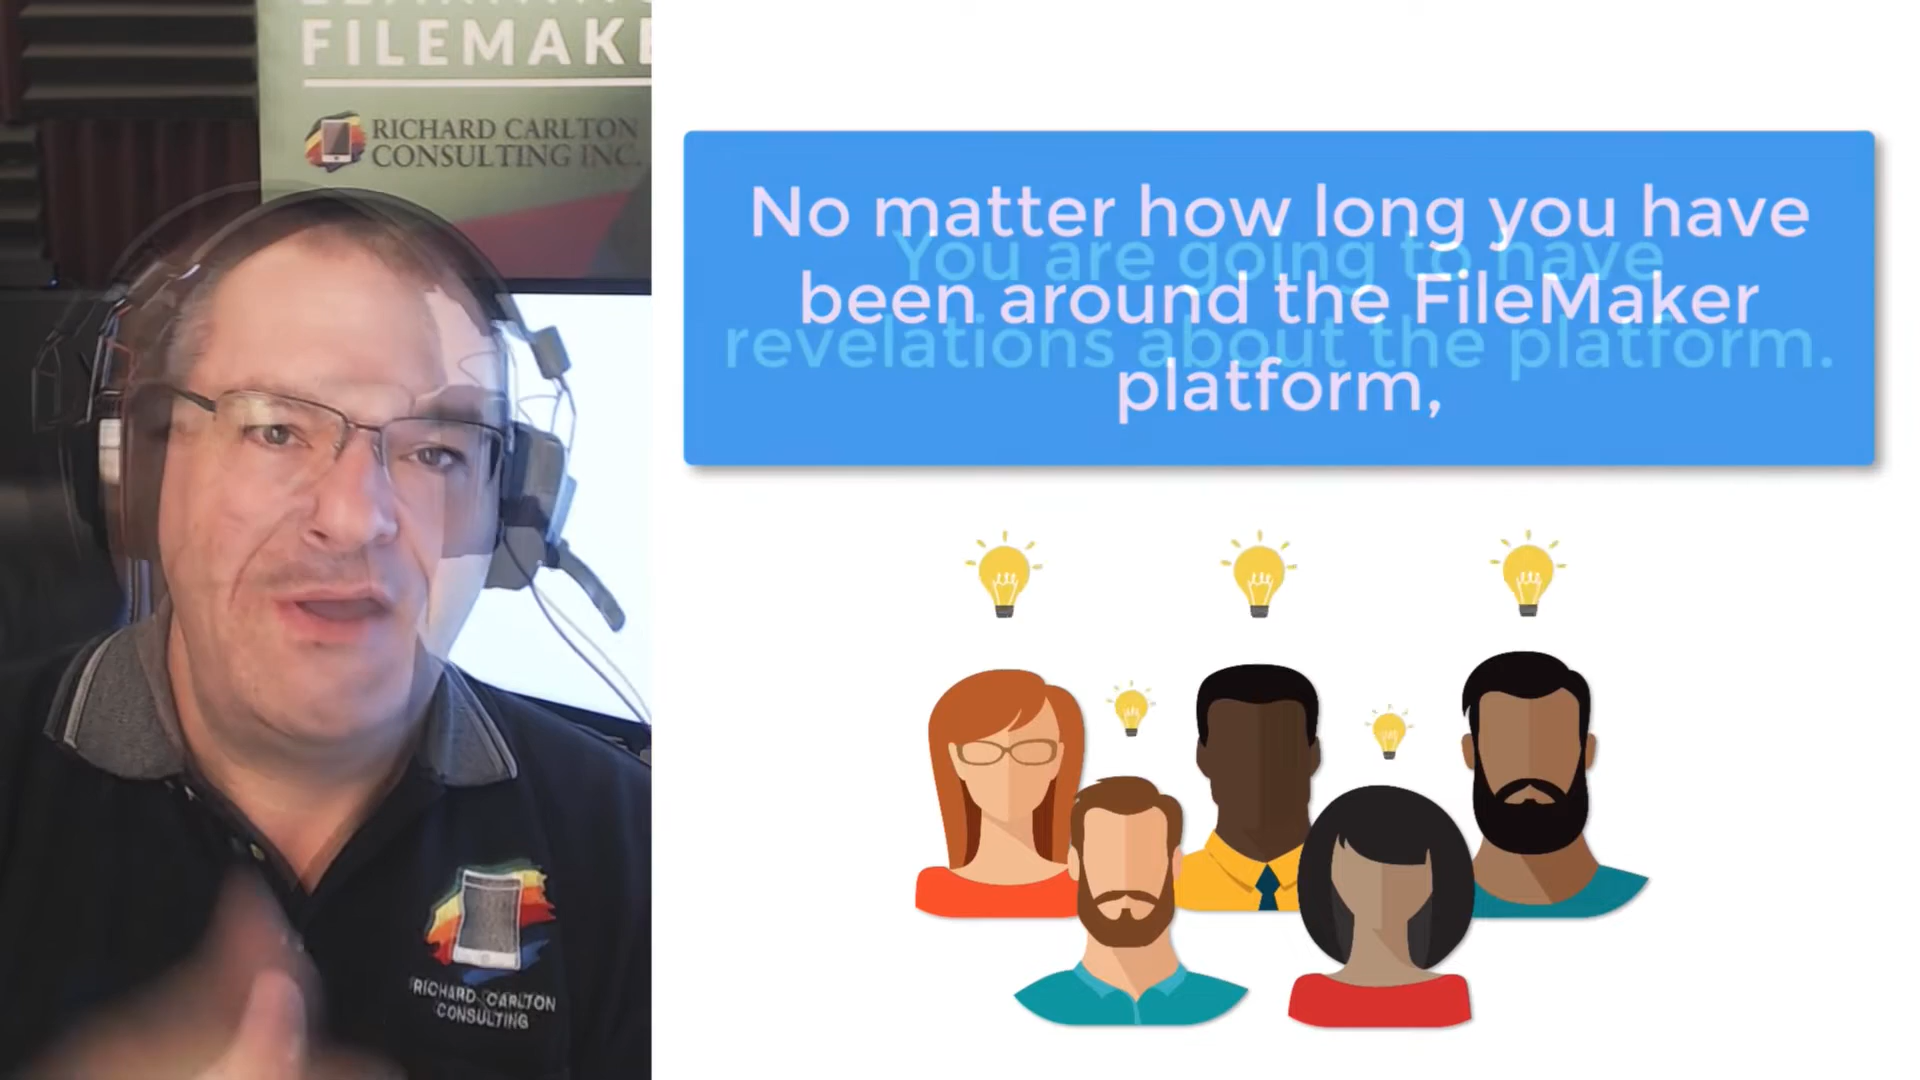 FILEMAKE
RICHARD CARLTON
CONSULTING INC.
No matter how long you have
been around the FileMaker
platform,
You are going to have
revelations about the platform.
RICHARD CARLTON
CONSULTING